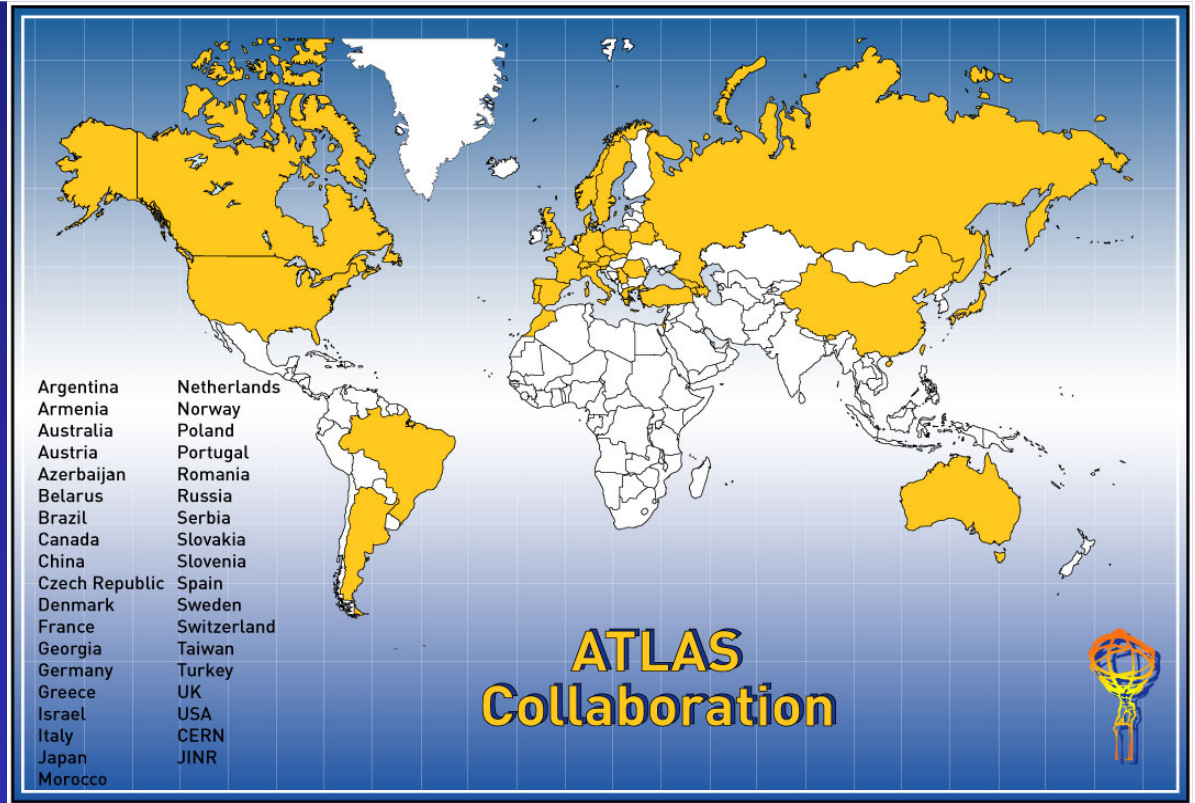 Argentina
Armenia
Australia
Austria
Azerbaijan
Belarus
Brazil
Canada
China
Czech Republic
Denmark
France
Georgia
Germany
Greece
Israel
Italy
Japan
Morocco
Netherlands
Norway
Poland
Portugal
Romania
Russia
Serbia
Slovakia
Slovenia
Spain
Sweden
Switzerland
Taiwan
Turkey
UK
USA
CERN
JINR
ATLAS
Collaboration